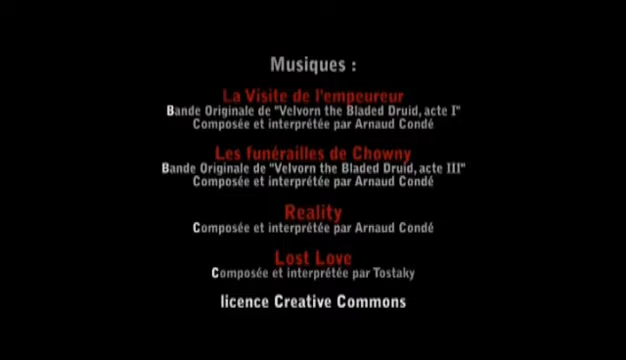 Musiques :
La Visite de l'empeureur
Bande Originale de "Velvorn the Bladed Druid, acte I"
Composée et interprétée par Arnaud Condé
Les funérailles de Chowny
Bande Originale de "Velvorn the Bladed Druid, acte III"
Composée et interprétée par Arnaud Condé
Reality
Composée et interprétée par Arnaud Condé
Lost Love
Composée et interprétée par Tostaky
licence Creative Commons